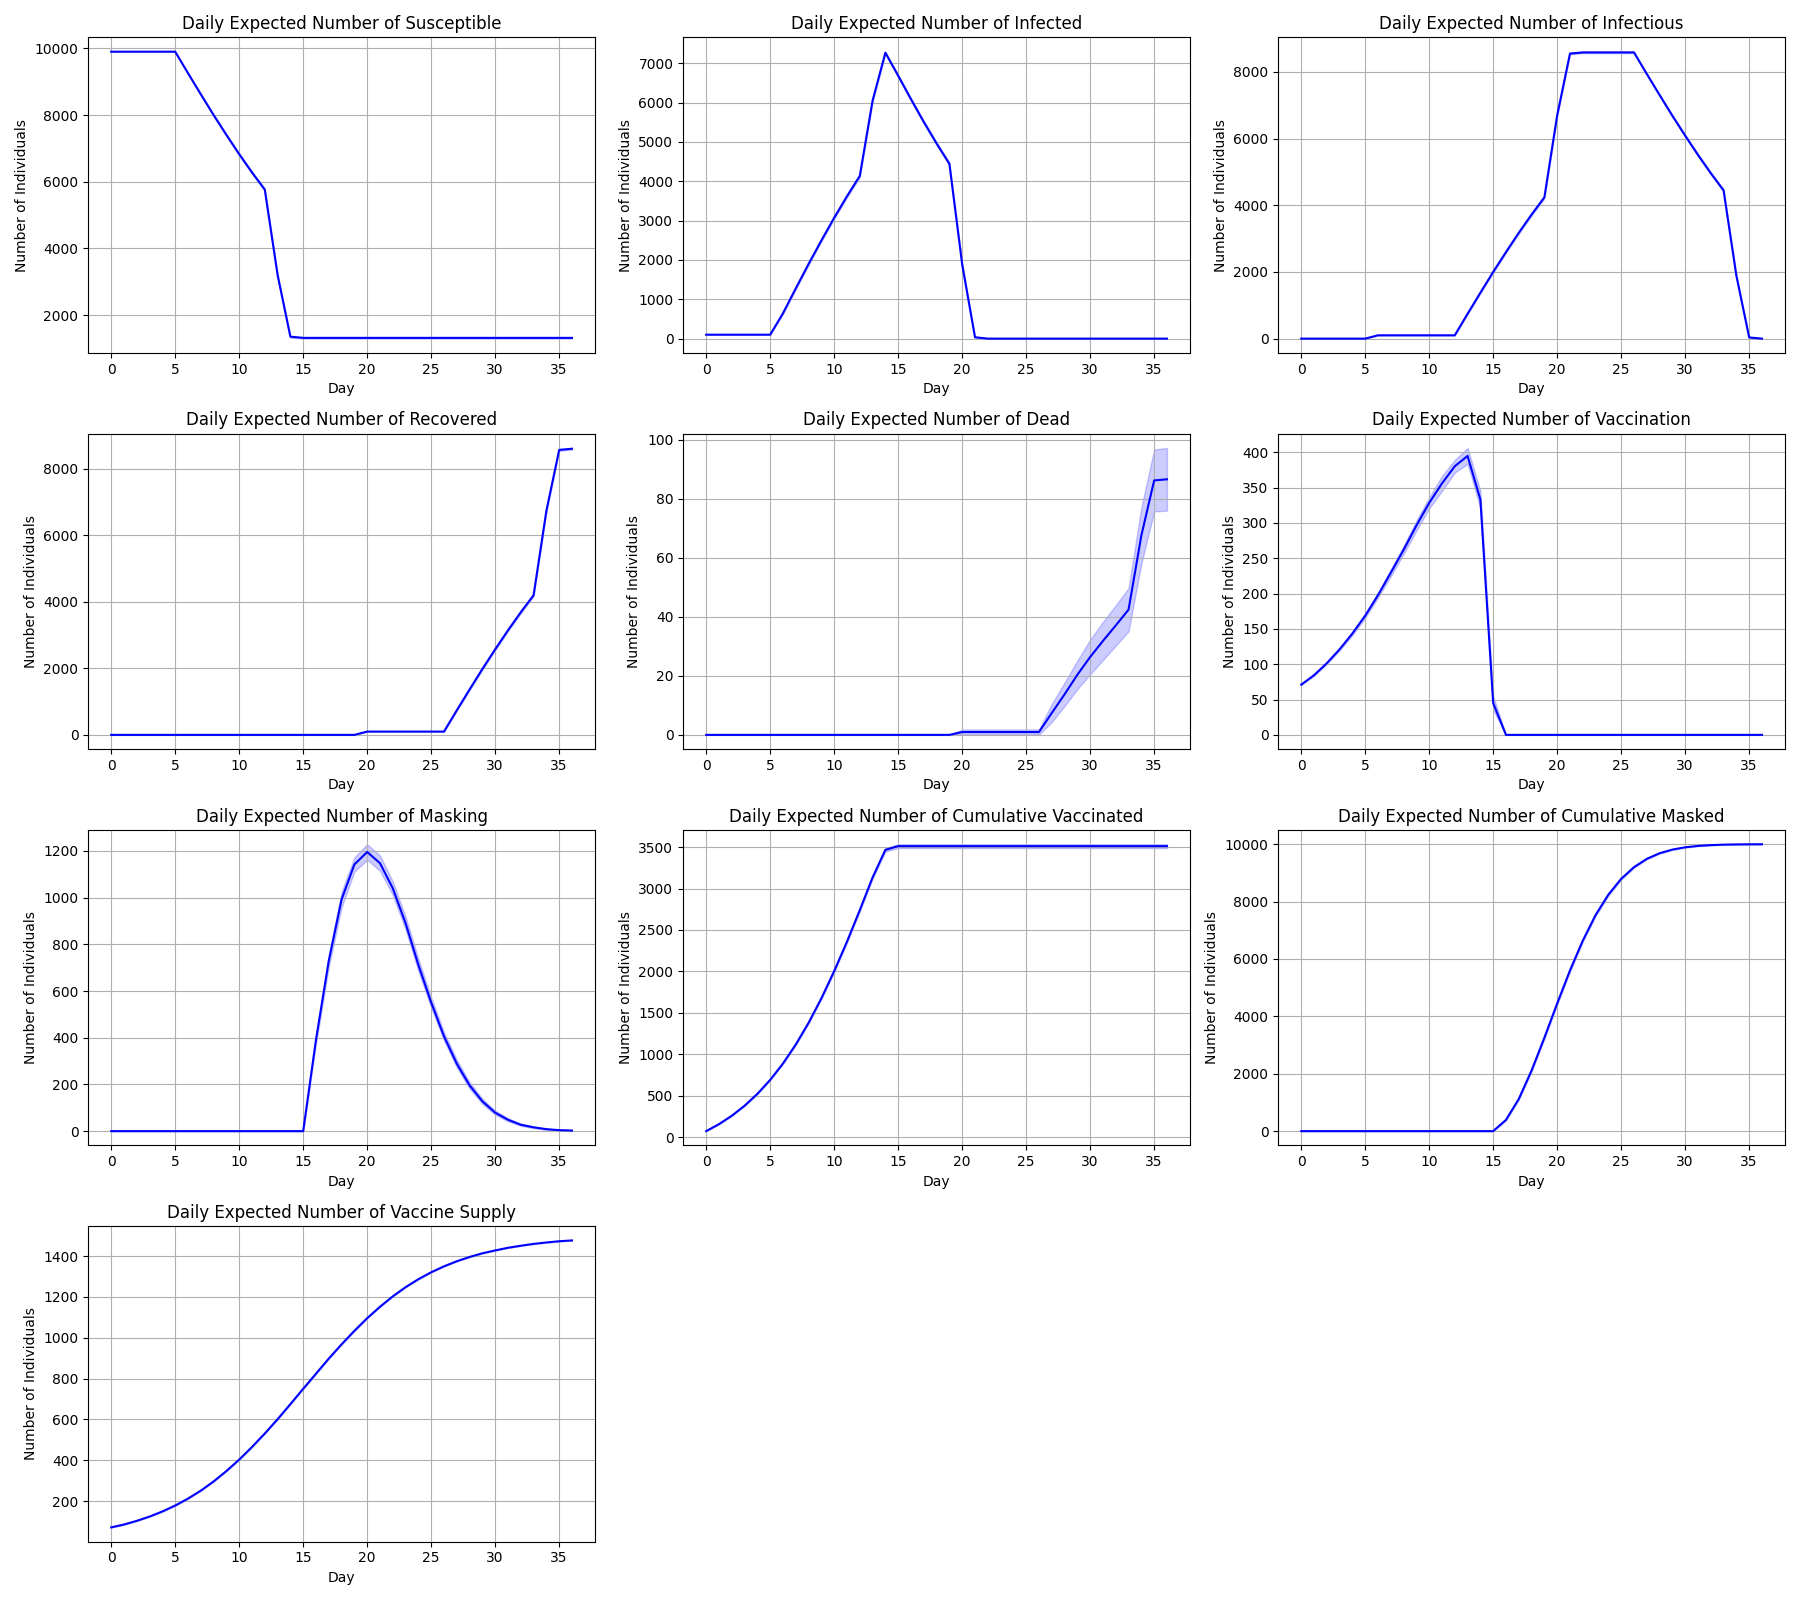 Daily Expected Number of Susceptible
Number of Individuals
10000
8000
6000
4000
2000
0 5 10 15 20 25 30 35
Day
Daily Expected Number of Infected
Number of Individuals
7000
6000
5000
4000
3000
2000
1000
0
0 5 10 15 20 25 30 35
Day
Daily Expected Number of Infectious
Number of Individuals
8000
6000
4000
2000
0
0 5 10 15 20 25 30 35
Day
Daily Expected Number of Recovered
Number of Individuals
8000
6000
4000
2000
0
0 5 10 15 20 25 30 35
Day
Daily Expected Number of Dead
Number of Individuals
100
80
60
40
20
0
0 5 10 15 20 25 30 35
Day
Daily Expected Number of Vaccination
Number of Individuals
400
350
300
250
200
150
100
50
0
0 5 10 15 20 25 30 35
Day
Daily Expected Number of Masking
Number of Individuals
1200
1000
800
600
400
200
0
0 5 10 15 20 25 30 35
Day
Daily Expected Number of Cumulative Vaccinated
Number of Individuals
3500
3000
2500
2000
1500
1000
500
0
0 5 10 15 20 25 30 35
Day
Daily Expected Number of Cumulative Masked
Number of Individuals
10000
8000
6000
4000
2000
0
0 5 10 15 20 25 30 35
Day
Daily Expected Number of Vaccine Supply
Number of Individuals
1400
1200
1000
800
600
400
200
0 5 10 15 20 25 30 35
Day